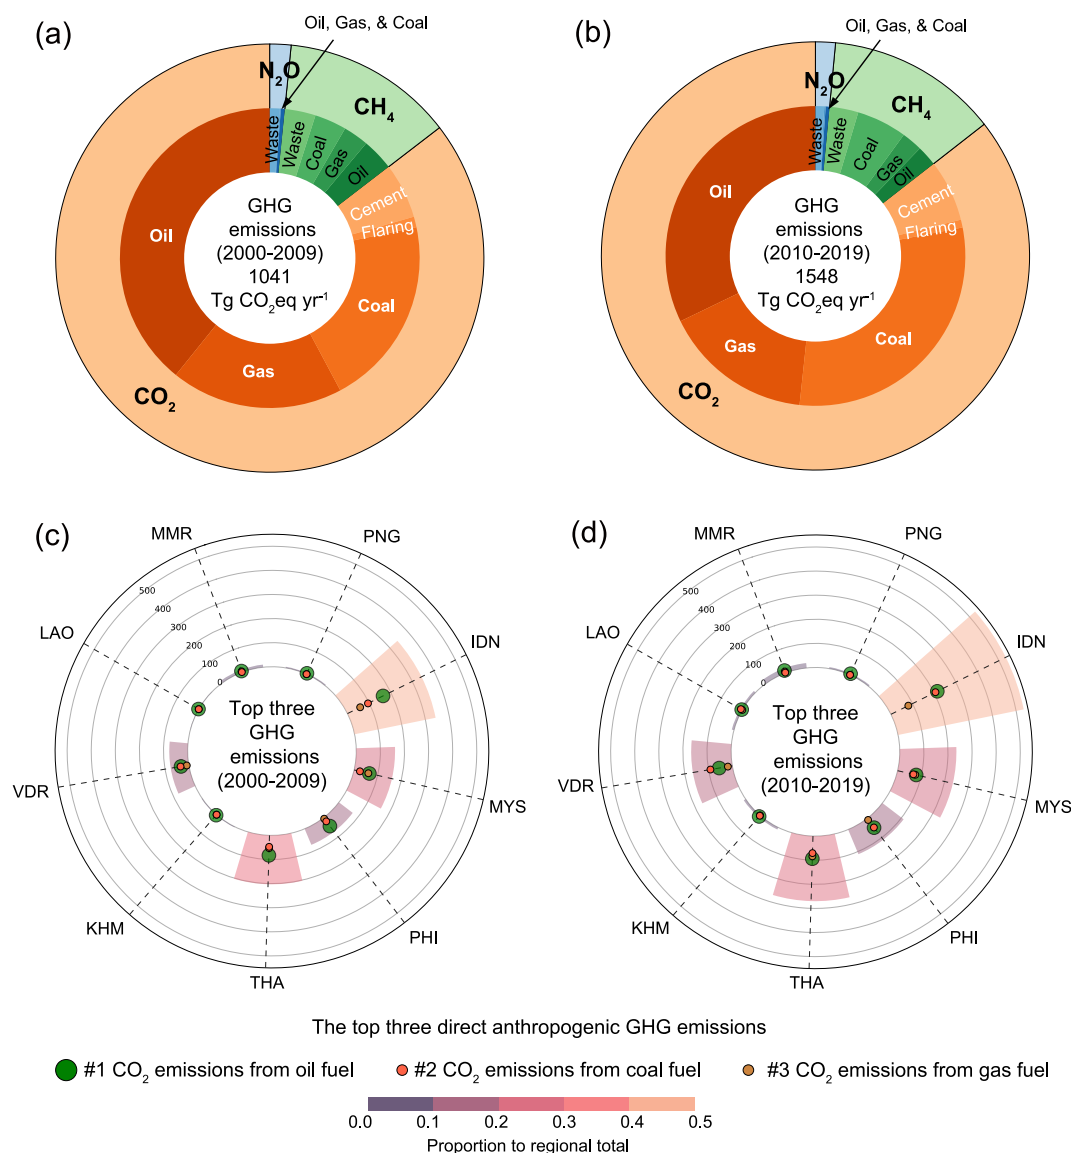 (a)
Oil, Gas, & Coal
N₂O
CH₄
Waste
Waste
Coal
Gas
Oil
Cement
Flaring
Coal
Gas
Oil
CO₂
GHG
emissions
(2000-2009)
1041
Tg CO₂eq yr⁻¹
(b)
Oil, Gas, & Coal
N₂O
CH₄
Waste
Waste
Coal
Gas
Oil
Cement
Flaring
Coal
Gas
Oil
CO₂
GHG
emissions
(2010-2019)
1548
Tg CO₂eq yr⁻¹
(c)
MMR
PNG
IDN
MYS
PHI
THA
KHM
VDR
LAO
500
400
300
200
100
0
Top three
GHG
emissions
(2000-2009)
(d)
MMR
PNG
IDN
MYS
PHI
THA
KHM
VDR
LAO
500
400
300
200
100
0
Top three
GHG
emissions
(2010-2019)
The top three direct anthropogenic GHG emissions
#1 CO₂ emissions from oil fuel
#2 CO₂ emissions from coal fuel
#3 CO₂ emissions from gas fuel
0.0 0.1 0.2 0.3 0.4 0.5
Proportion to regional total